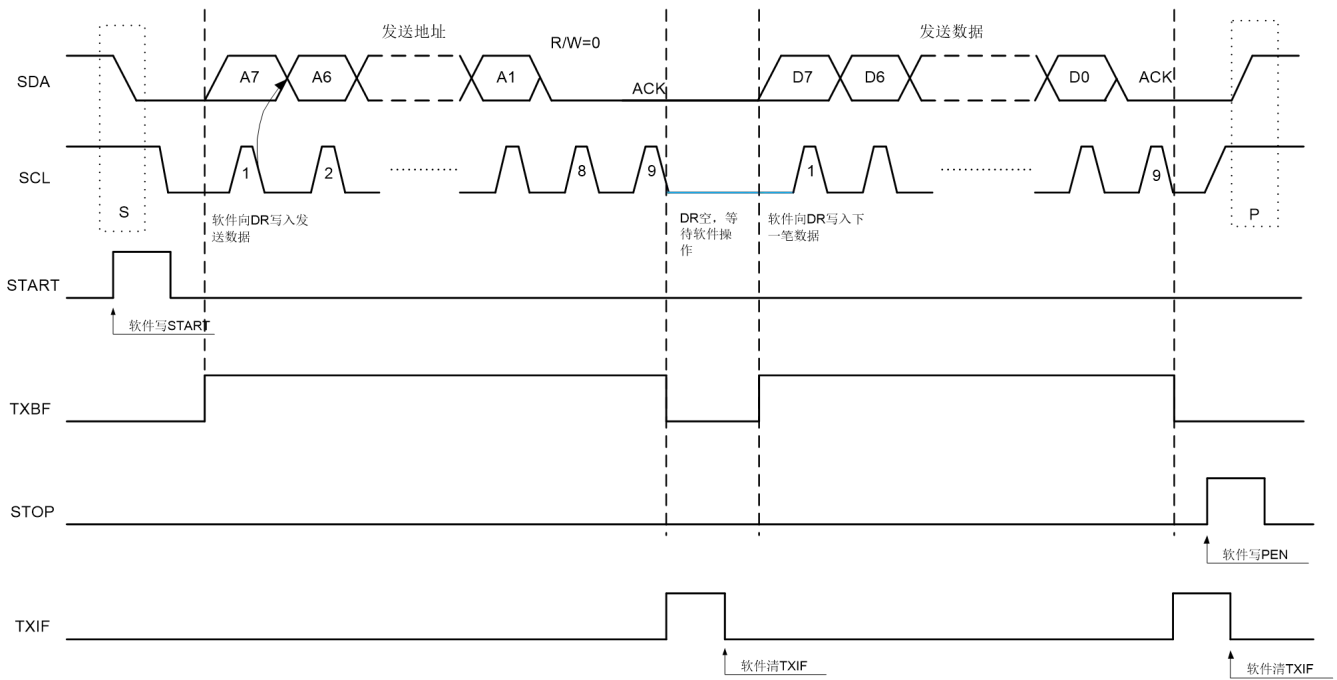 发送地址
R/W=0
发送数据
SDA
A7
A6
A1
ACK
D7
D6
D0
ACK
SCL
1
2
8
9
1
9
S
软件向DR写入发
送数据
DR空，等
待软件操
作
软件向DR写入下
一笔数据
P
START
软件写START
TXBF
STOP
软件写PEN
TXIF
软件清TXIF
软件清TXIF